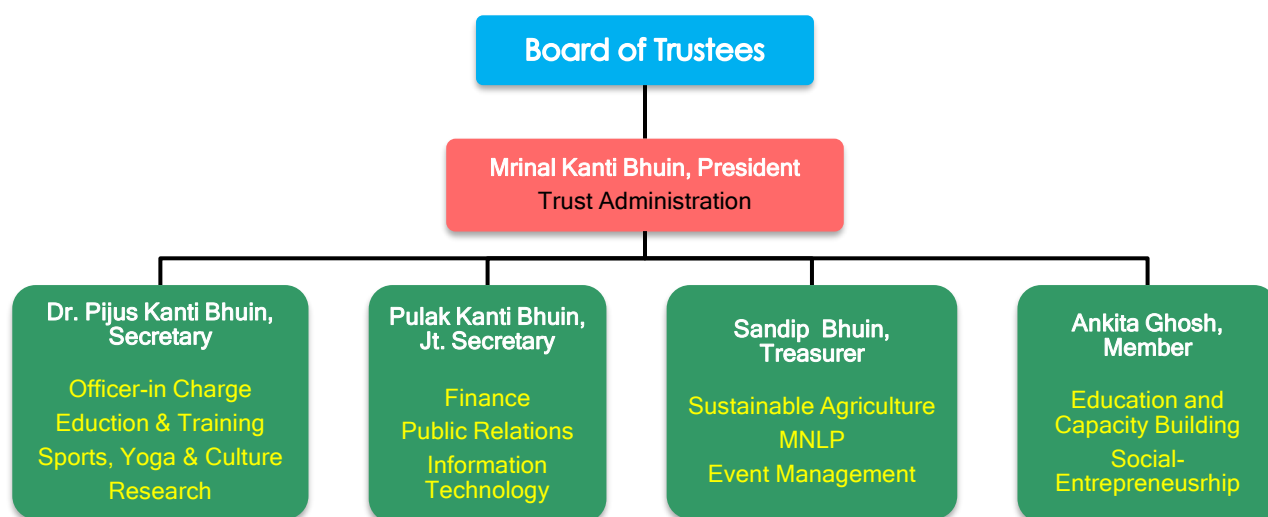 Board of Trustees
Mrinal Kanti Bhuin, President
Trust Administration
Dr. Pijus Kanti Bhuin,
Secretary
Officer-in Charge
Eduction & Training
Sports, Yoga & Culture
Research
Pulak Kanti Bhuin,
Jt. Secretary
Finance
Public Relations
Information
Technology
Sandip Bhuin,
Treasurer
Sustainable Agriculture
MNLP
Event Management
Ankita Ghosh,
Member
Education and
Capacity Building
Social-
Entrepreneusrhip